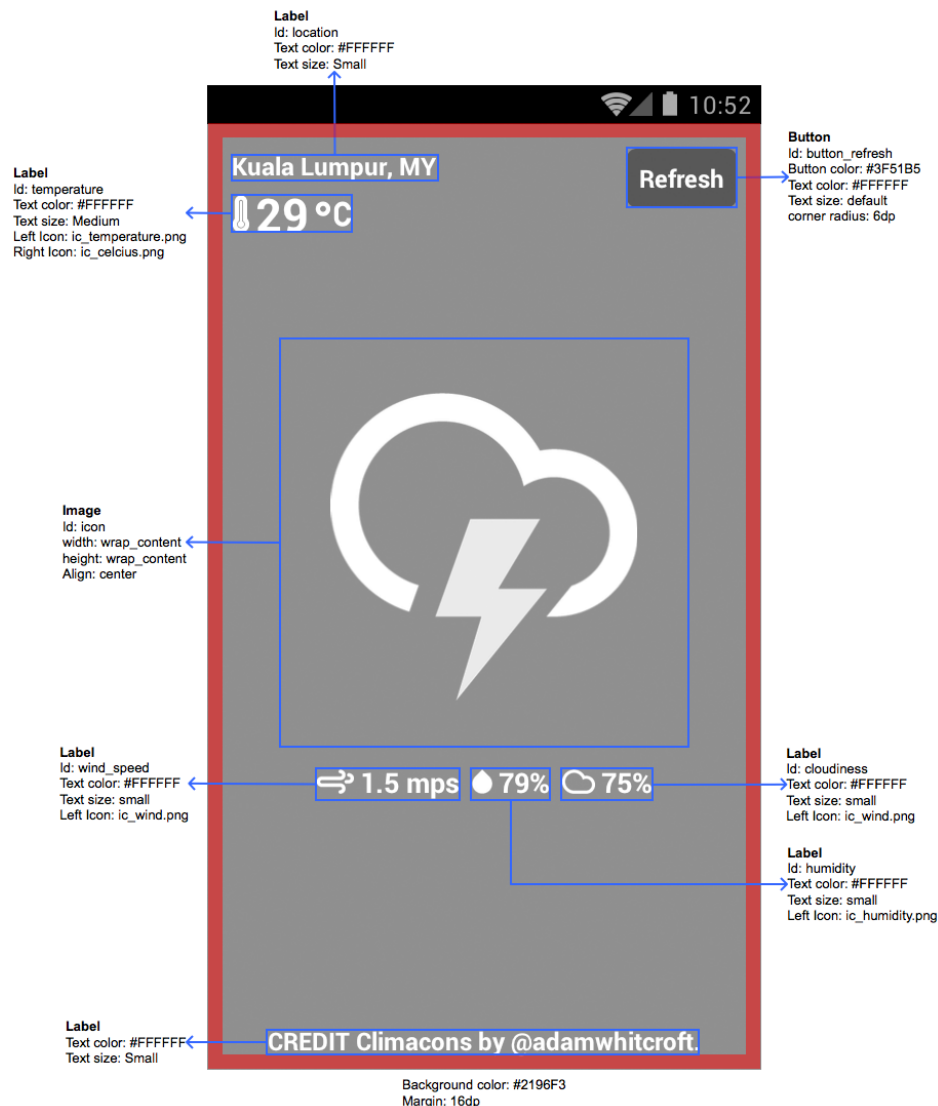 Label
Id: location
Text color: #FFFFFF
Text size: Small
10:52
Kuala Lumpur, MY
Refresh
Button
Id: button_refresh
Button color: #3F51B5
Text color: #FFFFFF
Text size: default
corner radius: 6dp
Label
Id: temperature
Text color: #FFFFFF
Text size: Medium
Left Icon: ic_temperature.png
Right Icon: ic_celcius.png
29 °C
Image
Id: icon
width: wrap_content
height: wrap_content
Align: center
Label
Id: wind_speed
Text color: #FFFFFF
Text size: small
Left Icon: ic_wind.png
1.5 mps 79% 75%
Label
Id: cloudiness
Text color: #FFFFFF
Text size: small
Left Icon: ic_wind.png
Label
Id: humidity
Text color: #FFFFFF
Text size: small
Left Icon: ic_humidity.png
Label
Text color: #FFFFFF
Text size: Small
CREDIT Climacons by @adamwhitcroft.
Background color: #2196F3
Margin: 16dp